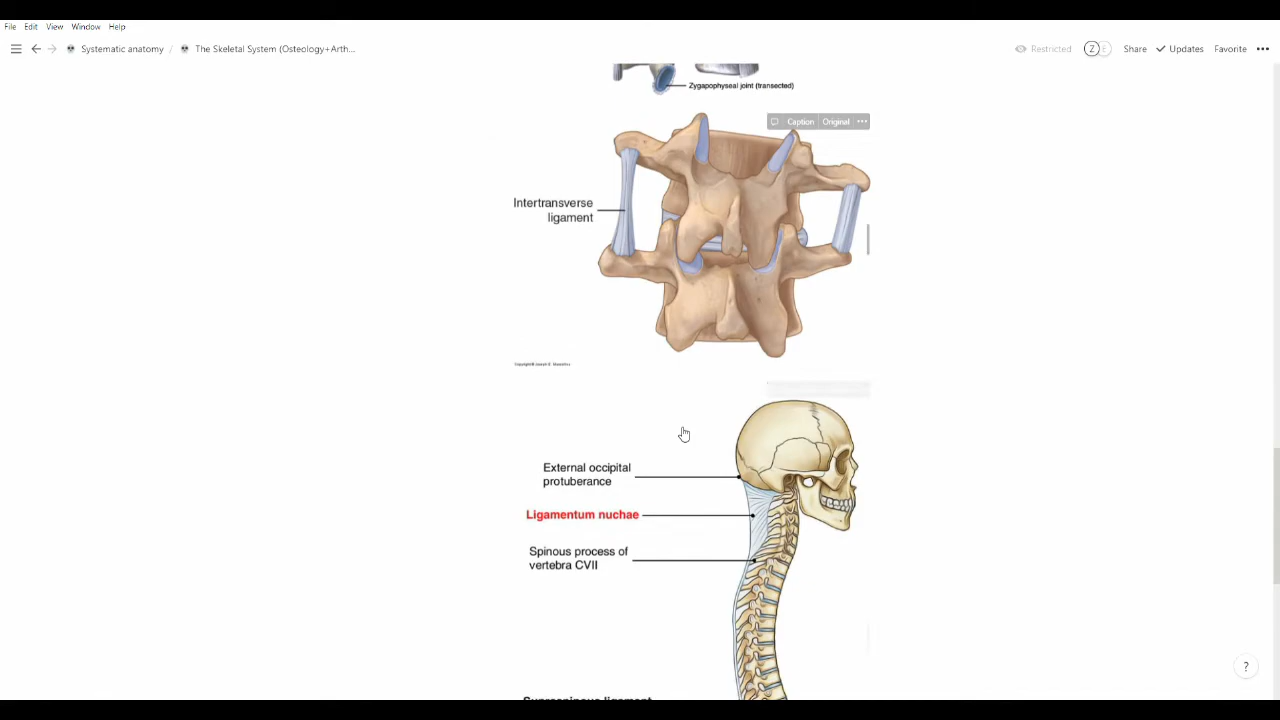 File Edit View Window Help
Systematic anatomy / The Skeletal System (Osteology+Arth...
Restricted Z E Share Updates Favorite
Zygapophyseal joint (transected)
Caption Original
Intertransverse
ligament
External occipital
protuberance
Ligamentum nuchae
Spinous process of
vertebra CVII
?